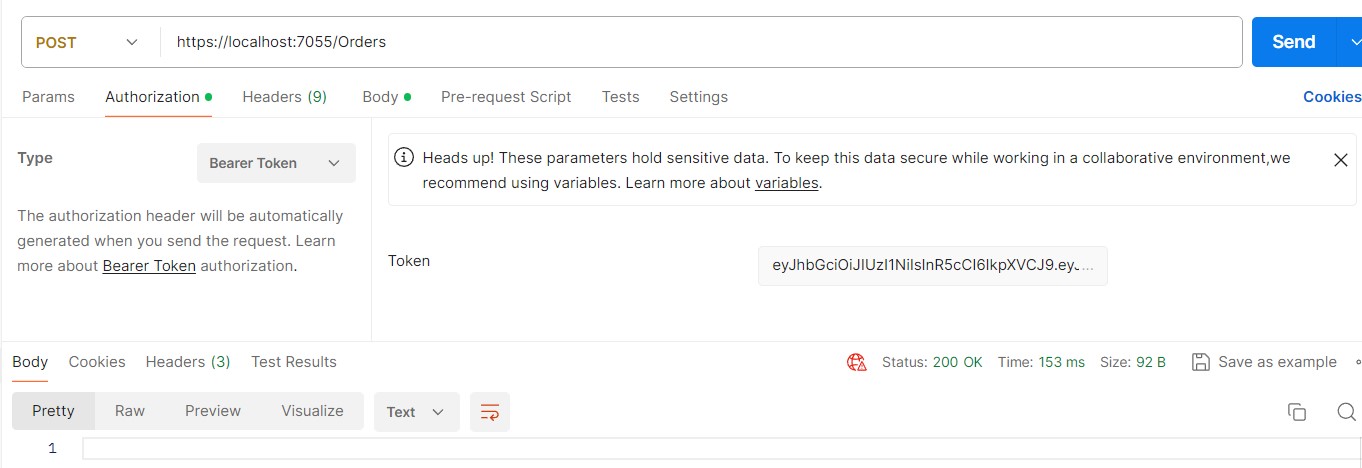 POST https://localhost:7055/Orders Send
Params Authorization Headers (9) Body Pre-request Script Tests Settings Cookies
Type Bearer Token
The authorization header will be automatically
generated when you send the request. Learn
more about Bearer Token authorization.
Heads up! These parameters hold sensitive data. To keep this data secure while working in a collaborative environment,we
recommend using variables. Learn more about variables.
Token eyJhbGciOiJIUzI1NiIsInR5cCI6IkpXVCJ9.eyJ...
Body Cookies Headers (3) Test Results Status: 200 OK Time: 153 ms Size: 92 B Save as example
Pretty Raw Preview Visualize Text
1